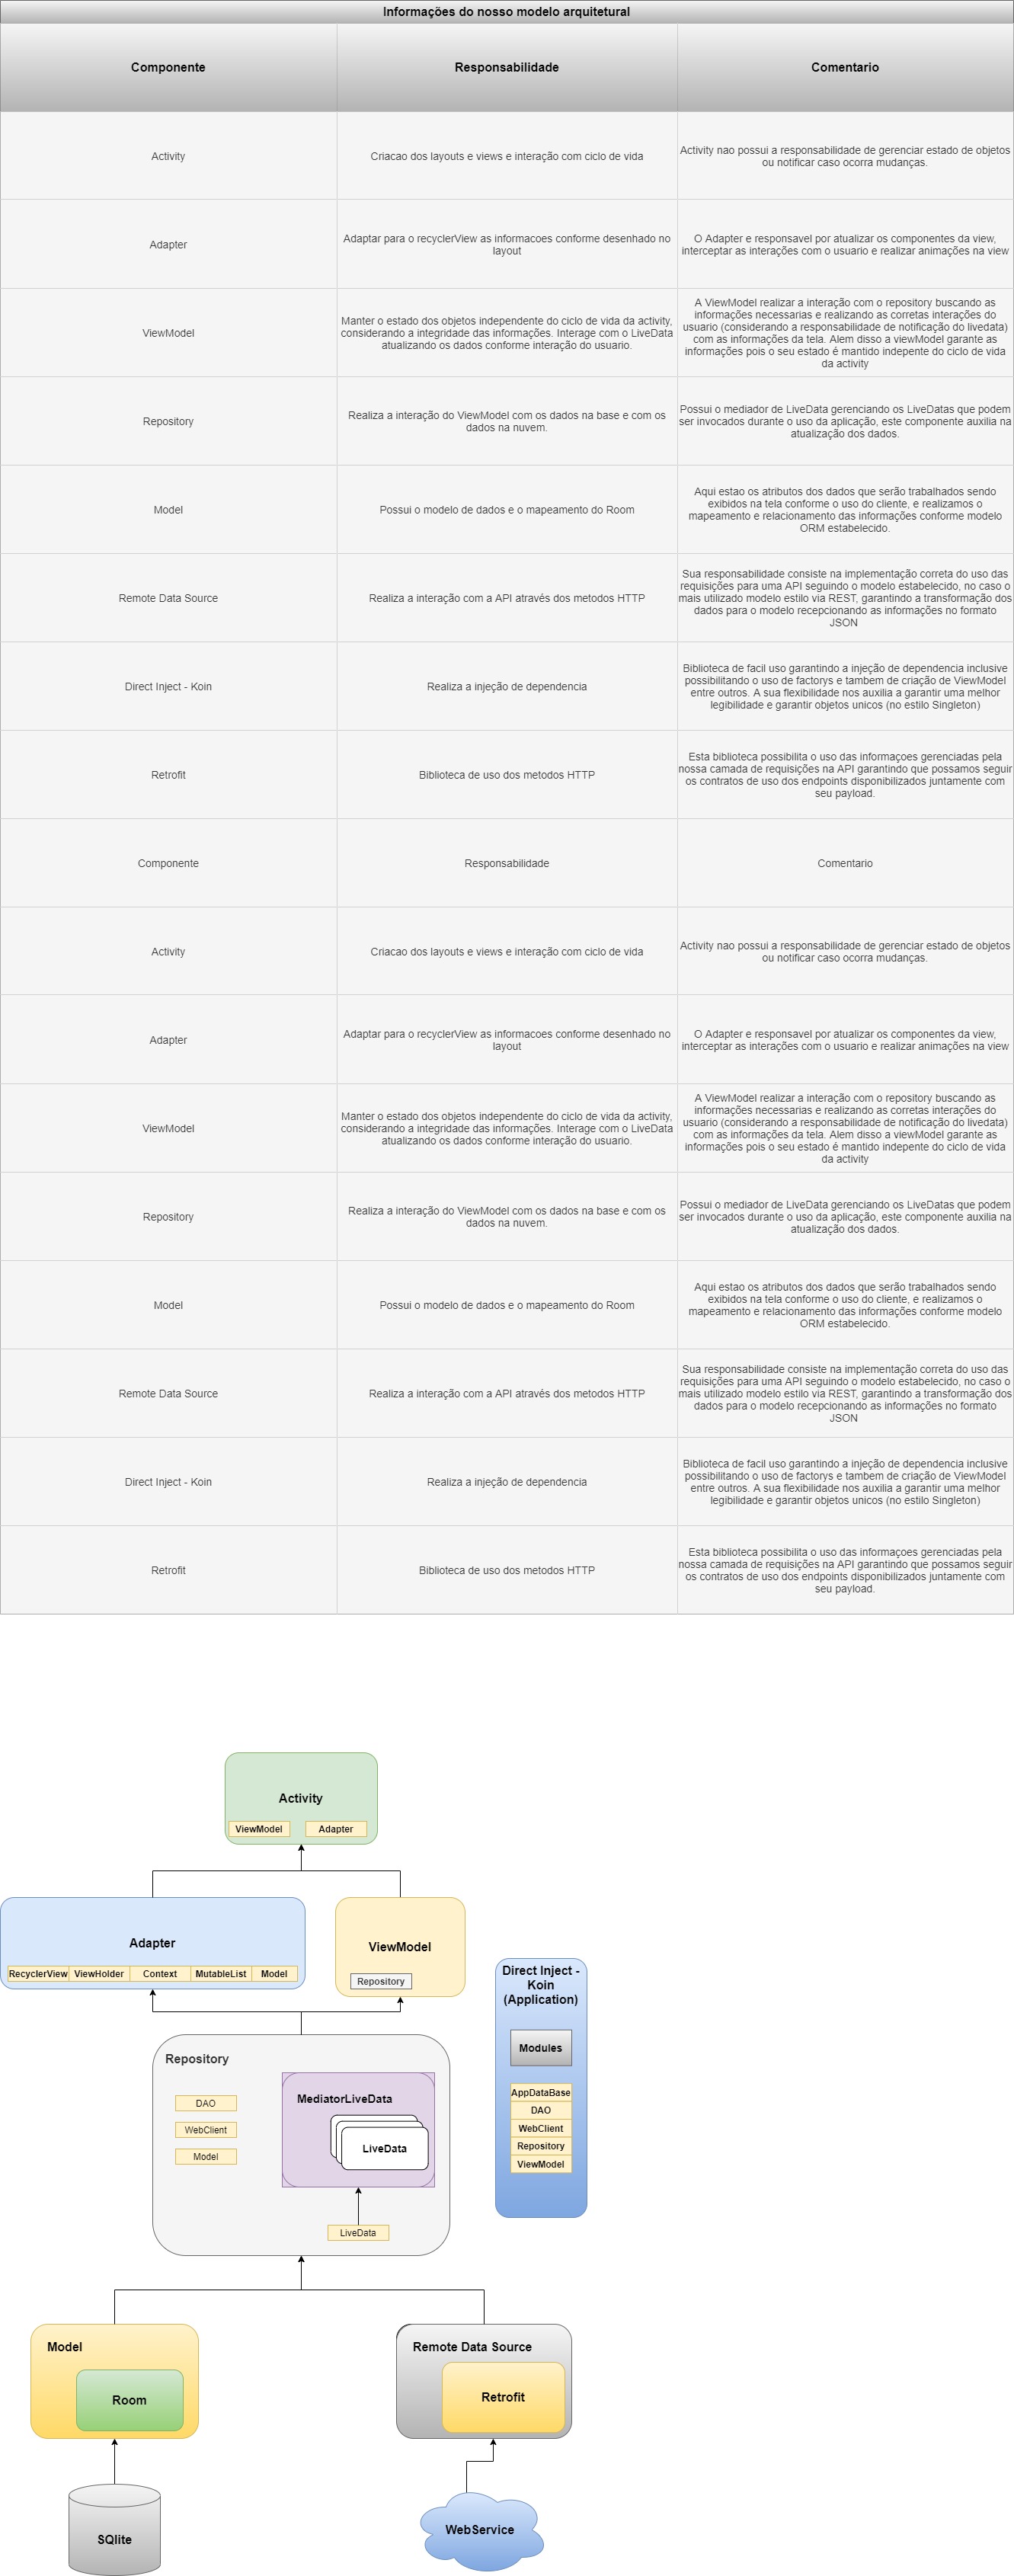 Informações do nosso modelo arquitetural
Componente
Responsabilidade
Comentario
Activity
Criacao dos layouts e views e interação com ciclo de vida
Activity nao possui a responsabilidade de gerenciar estado de objetos
ou notificar caso ocorra mudanças.
Adapter
Adaptar para o recyclerView as informacoes conforme desenhado no
layout
O Adapter e responsavel por atualizar os componentes da view,
interceptar as interações com o usuario e realizar animações na view
ViewModel
Manter o estado dos objetos independente do ciclo de vida da activity,
considerando a integridade das informações. Interage com o LiveData
atualizando os dados conforme interação do usuario.
A ViewModel realizar a interação com o repository buscando as
informações necessarias e realizando as corretas interações do
usuario (considerando a responsabilidade de notificação do livedata)
com as informações da tela. Alem disso a viewModel garante as
informações pois o seu estado é mantido indepente do ciclo de vida
da activity
Repository
Realiza a interação do ViewModel com os dados na base e com os
dados na nuvem.
Possui o mediador de LiveData gerenciando os LiveDatas que podem
ser invocados durante o uso da aplicação, este componente auxilia na
atualização dos dados.
Model
Possui o modelo de dados e o mapeamento do Room
Aqui estao os atributos dos dados que serão trabalhados sendo
exibidos na tela conforme o uso do cliente, e realizamos o
mapeamento e relacionamento das informações conforme modelo
ORM estabelecido.
Remote Data Source
Realiza a interação com a API através dos metodos HTTP
Sua responsabilidade consiste na implementação correta do uso das
requisições para uma API seguindo o modelo estabelecido, no caso o
mais utilizado modelo estilo via REST, garantindo a transformação dos
dados para o modelo recepcionando as informações no formato
JSON
Direct Inject - Koin
Realiza a injeção de dependencia
Biblioteca de facil uso garantindo a injeção de dependencia inclusive
possibilitando o uso de factorys e tambem de criação de ViewModel
entre outros. A sua flexibilidade nos auxilia a garantir uma melhor
legibilidade e garantir objetos unicos (no estilo Singleton)
Retrofit
Biblioteca de uso dos metodos HTTP
Esta biblioteca possibilita o uso das informaçoes gerenciadas pela
nossa camada de requisições na API garantindo que possamos seguir
os contratos de uso dos endpoints disponibilizados juntamente com
seu payload.
Componente
Responsabilidade
Comentario
Activity
Criacao dos layouts e views e interação com ciclo de vida
Activity nao possui a responsabilidade de gerenciar estado de objetos
ou notificar caso ocorra mudanças.
Adapter
Adaptar para o recyclerView as informacoes conforme desenhado no
layout
O Adapter e responsavel por atualizar os componentes da view,
interceptar as interações com o usuario e realizar animações na view
ViewModel
Manter o estado dos objetos independente do ciclo de vida da activity,
considerando a integridade das informações. Interage com o LiveData
atualizando os dados conforme interação do usuario.
A ViewModel realizar a interação com o repository buscando as
informações necessarias e realizando as corretas interações do
usuario (considerando a responsabilidade de notificação do livedata)
com as informações da tela. Alem disso a viewModel garante as
informações pois o seu estado é mantido indepente do ciclo de vida
da activity
Repository
Realiza a interação do ViewModel com os dados na base e com os
dados na nuvem.
Possui o mediador de LiveData gerenciando os LiveDatas que podem
ser invocados durante o uso da aplicação, este componente auxilia na
atualização dos dados.
Model
Possui o modelo de dados e o mapeamento do Room
Aqui estao os atributos dos dados que serão trabalhados sendo
exibidos na tela conforme o uso do cliente, e realizamos o
mapeamento e relacionamento das informações conforme modelo
ORM estabelecido.
Remote Data Source
Realiza a interação com a API através dos metodos HTTP
Sua responsabilidade consiste na implementação correta do uso das
requisições para uma API seguindo o modelo estabelecido, no caso o
mais utilizado modelo estilo via REST, garantindo a transformação dos
dados para o modelo recepcionando as informações no formato
JSON
Direct Inject - Koin
Realiza a injeção de dependencia
Biblioteca de facil uso garantindo a injeção de dependencia inclusive
possibilitando o uso de factorys e tambem de criação de ViewModel
entre outros. A sua flexibilidade nos auxilia a garantir uma melhor
legibilidade e garantir objetos unicos (no estilo Singleton)
Retrofit
Biblioteca de uso dos metodos HTTP
Esta biblioteca possibilita o uso das informaçoes gerenciadas pela
nossa camada de requisições na API garantindo que possamos seguir
os contratos de uso dos endpoints disponibilizados juntamente com
seu payload.
Activity
ViewModel
Adapter
Adapter
RecyclerView
ViewHolder
Context
MutableList
Model
ViewModel
Repository
Direct Inject -
Koin
(Application)
Modules
AppDataBase
DAO
WebClient
Repository
ViewModel
Repository
DAO
WebClient
Model
MediatorLiveData
LiveData
LiveData
Model
Room
Remote Data Source
Retrofit
SQlite
WebService